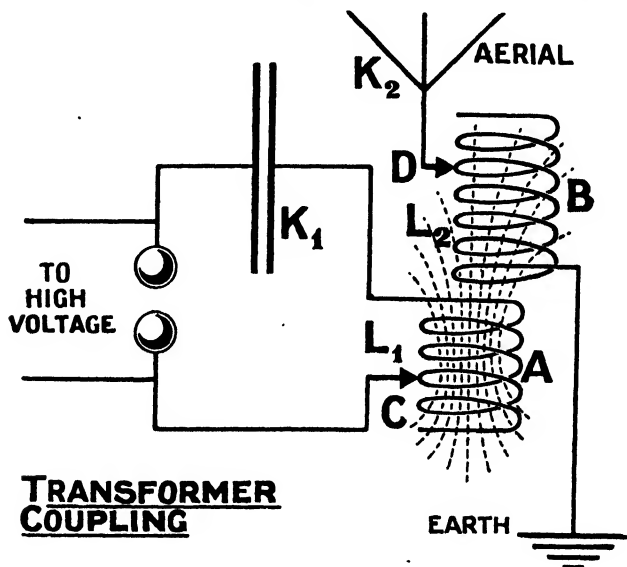 K₂
AERIAL
D
B
K₁
L₂
TO
HIGH
VOLTAGE
L₁
A
C
TRANSFORMER
COUPLING
EARTH